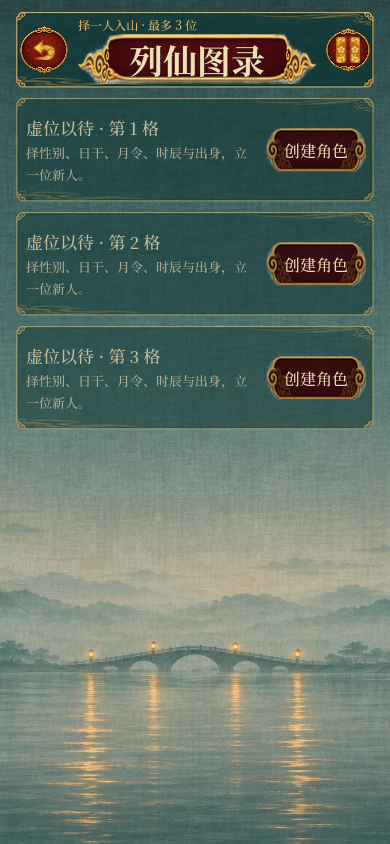 择一人入山 · 最多 3 位
列仙图录
虚位以待 · 第 1 格
择性别、日干、月令、时辰与出身，立
一位新人。
创建角色
虚位以待 · 第 2 格
择性别、日干、月令、时辰与出身，立
一位新人。
创建角色
虚位以待 · 第 3 格
择性别、日干、月令、时辰与出身，立
一位新人。
创建角色